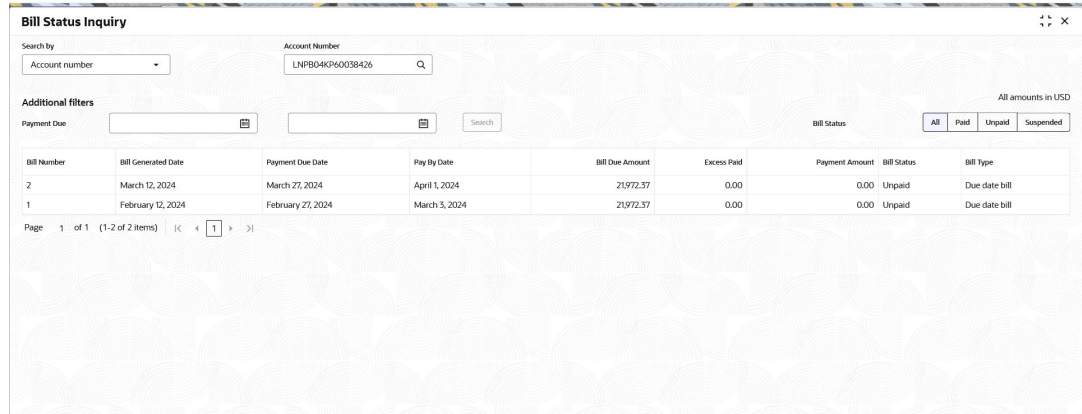 Bill Status Inquiry
Search by Account Number
Account number LNPB04KP60038426
All amounts in USD
Additional filters
Payment Due Search Bill Status All Paid Unpaid Suspended
Bill Number Bill Generated Date Payment Due Date Pay By Date Bill Due Amount Excess Paid Payment Amount Bill Status Bill Type
2 March 12, 2024 March 27, 2024 April 1, 2024 21,972.37 0.00 0.00 Unpaid Due date bill
1 February 12, 2024 February 27, 2024 March 3, 2024 21,972.37 0.00 0.00 Unpaid Due date bill
Page 1 of 1 (1-2 of 2 items) 1